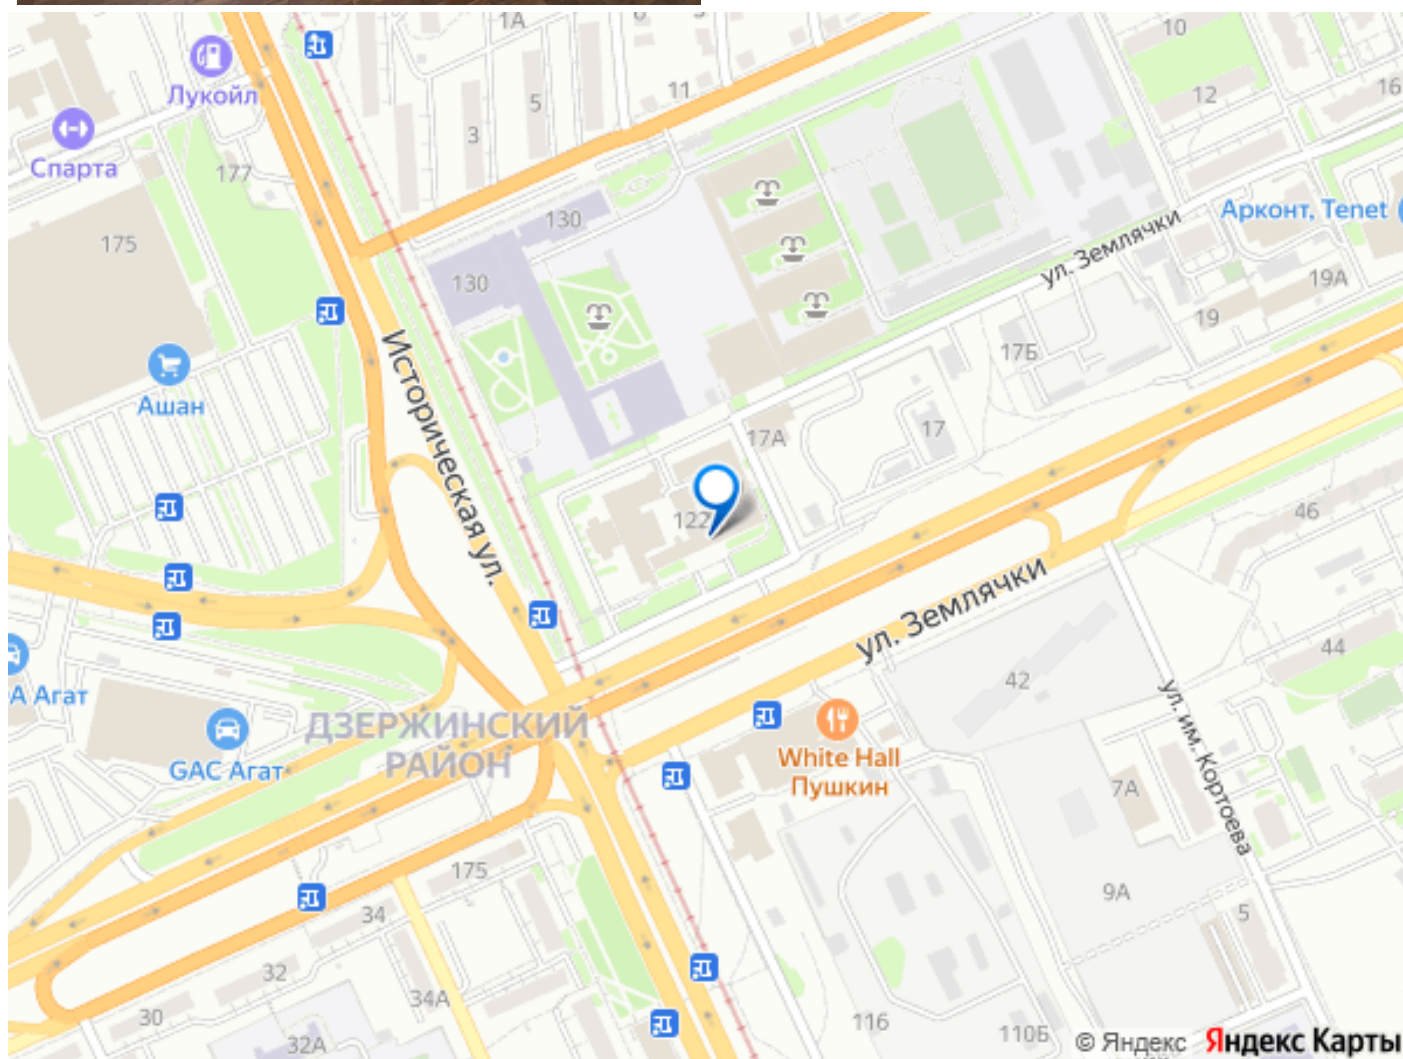 1А
10
Лукойл
5
11
12
16
3
Спарта
177
130
Арконт, Tenet
175
ул. Землячки
130
19А
19
Историческая ул.
17Б
Ашан
17
17А
122
46
ул. Землячки
44
А Агат
42
ул. им. Кортоева
ДЗЕРЖИНСКИЙ
РАЙОН
GAC Агат
White Hall
Пушкин
7А
175
9А
34
5
32
34А
30
116
110Б
32А
© Яндекс Яндекс Карты